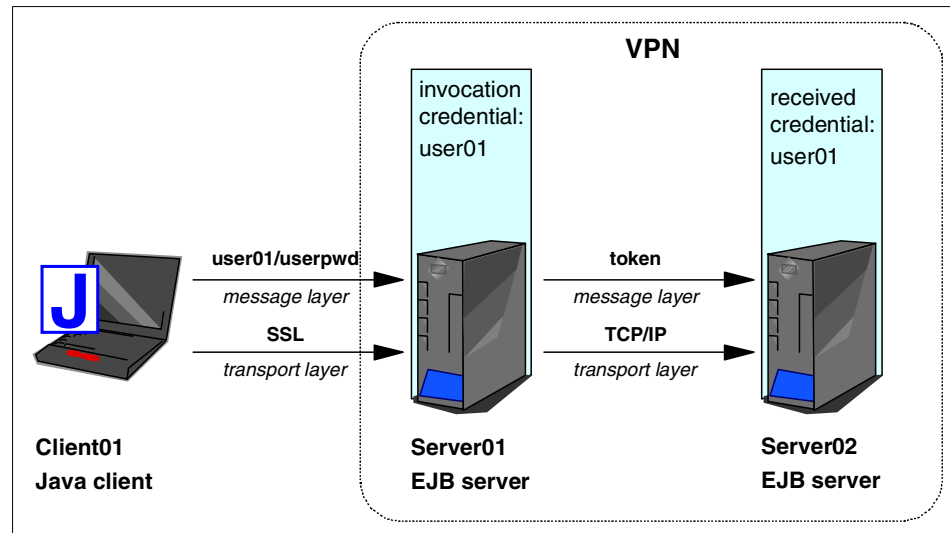 VPN
invocation
credential:
user01
received
credential:
user01
user01/userpwd
message layer
SSL
transport layer
token
message layer
TCP/IP
transport layer
J
Client01
Java client
Server01
EJB server
Server02
EJB server